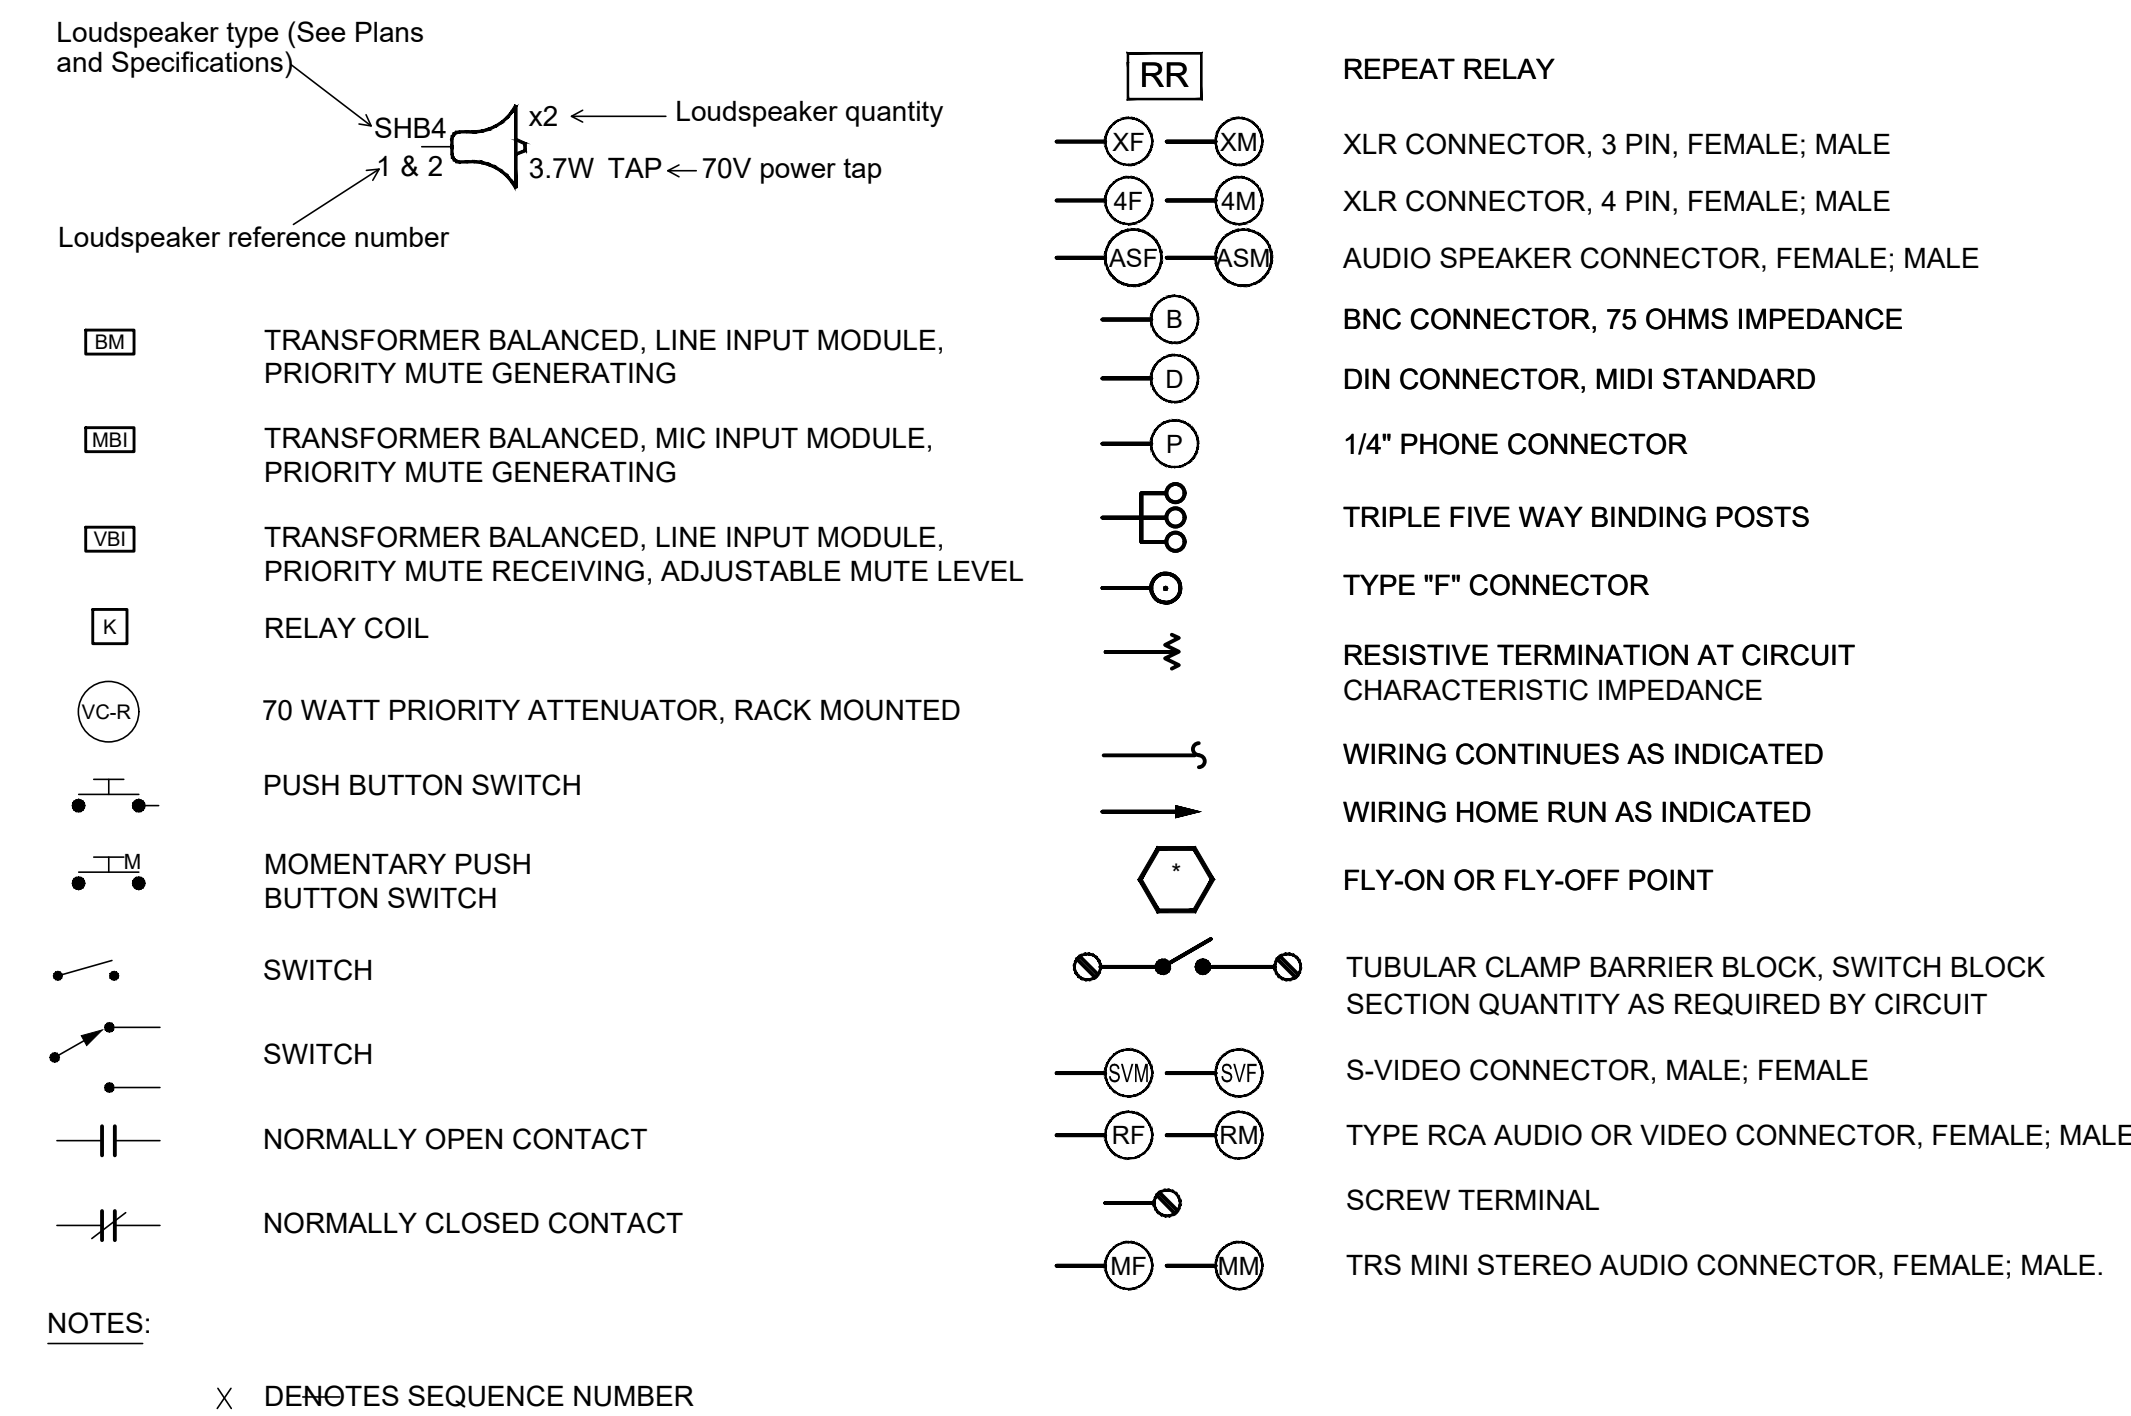 Loudspeaker type (See Plans
and Specifications)
SHB4
x2
Loudspeaker quantity
1 & 2
3.7W TAP
70V power tap
Loudspeaker reference number
BM
TRANSFORMER BALANCED, LINE INPUT MODULE,
PRIORITY MUTE GENERATING
MBI
TRANSFORMER BALANCED, MIC INPUT MODULE,
PRIORITY MUTE GENERATING
VBI
TRANSFORMER BALANCED, LINE INPUT MODULE,
PRIORITY MUTE RECEIVING, ADJUSTABLE MUTE LEVEL
K
RELAY COIL
VC-R
70 WATT PRIORITY ATTENUATOR, RACK MOUNTED
PUSH BUTTON SWITCH
M
MOMENTARY PUSH
BUTTON SWITCH
SWITCH
SWITCH
NORMALLY OPEN CONTACT
NORMALLY CLOSED CONTACT
NOTES:
X DENOTES SEQUENCE NUMBER
RR
REPEAT RELAY
XF XM
XLR CONNECTOR, 3 PIN, FEMALE; MALE
4F 4M
XLR CONNECTOR, 4 PIN, FEMALE; MALE
ASF ASM
AUDIO SPEAKER CONNECTOR, FEMALE; MALE
B
BNC CONNECTOR, 75 OHMS IMPEDANCE
D
DIN CONNECTOR, MIDI STANDARD
P
1/4" PHONE CONNECTOR
TRIPLE FIVE WAY BINDING POSTS
TYPE "F" CONNECTOR
RESISTIVE TERMINATION AT CIRCUIT
CHARACTERISTIC IMPEDANCE
WIRING CONTINUES AS INDICATED
WIRING HOME RUN AS INDICATED
*
FLY-ON OR FLY-OFF POINT
TUBULAR CLAMP BARRIER BLOCK, SWITCH BLOCK
SECTION QUANTITY AS REQUIRED BY CIRCUIT
SVM SVF
S-VIDEO CONNECTOR, MALE; FEMALE
RF RM
TYPE RCA AUDIO OR VIDEO CONNECTOR, FEMALE; MALE
SCREW TERMINAL
MF MM
TRS MINI STEREO AUDIO CONNECTOR, FEMALE; MALE.